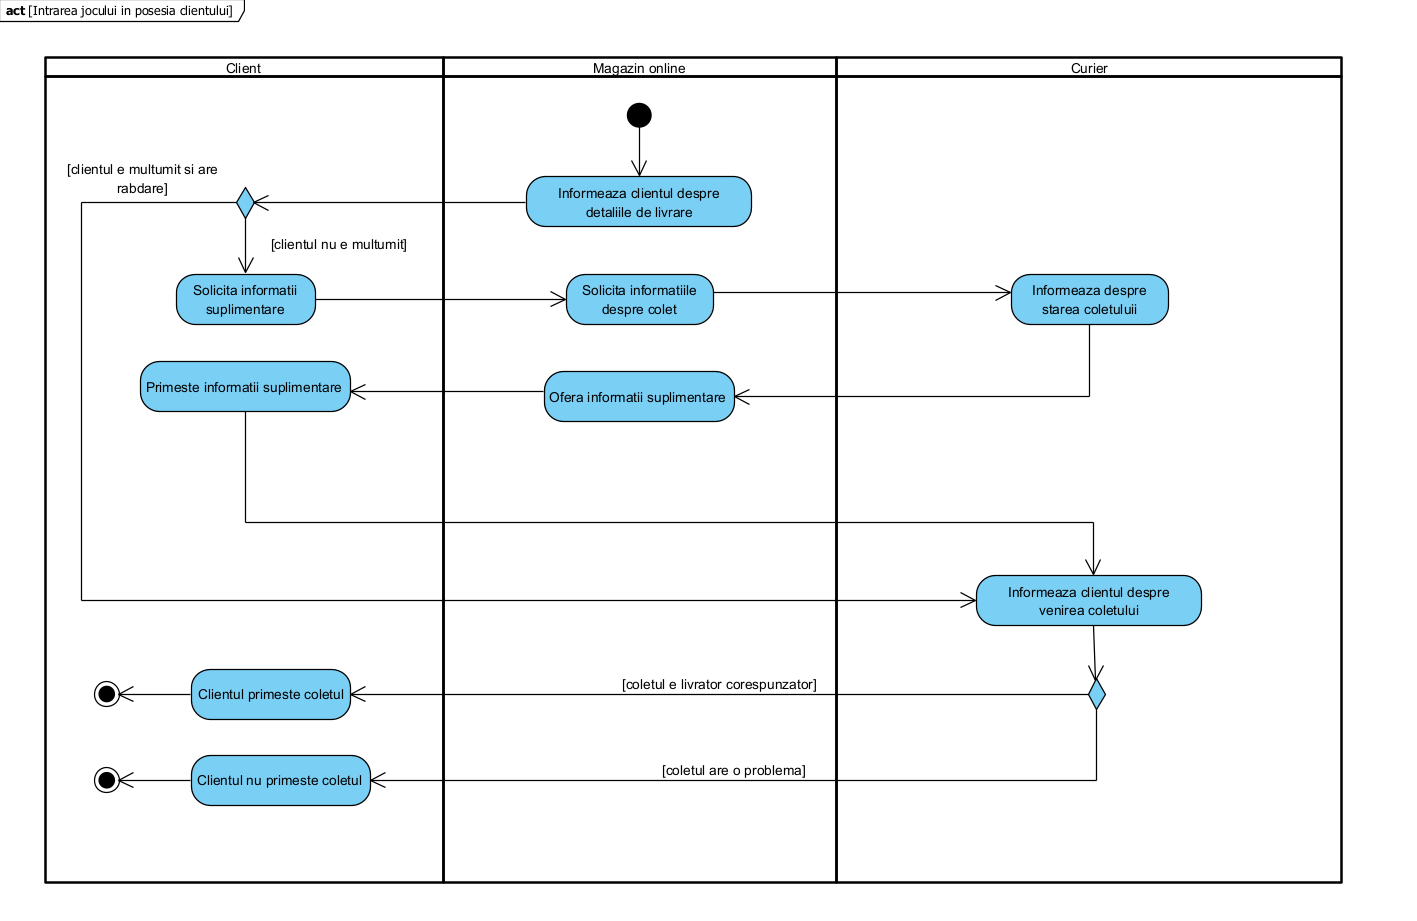 act [Intrarea jocului in posesia clientului]
Client
Magazin online
Curier
[clientul e multumit si are
rabdare]
Informeaza clientul despre
detaliile de livrare
[clientul nu e multumit]
Solicita informatii
suplimentare
Solicita informatiile
despre colet
Informeaza despre
starea coletuluii
Primeste informatii suplimentare
Ofera informatii suplimentare
Informeaza clientul despre
venirea coletului
[coletul e livrator corespunzator]
Clientul primeste coletul
[coletul are o problema]
Clientul nu primeste coletul